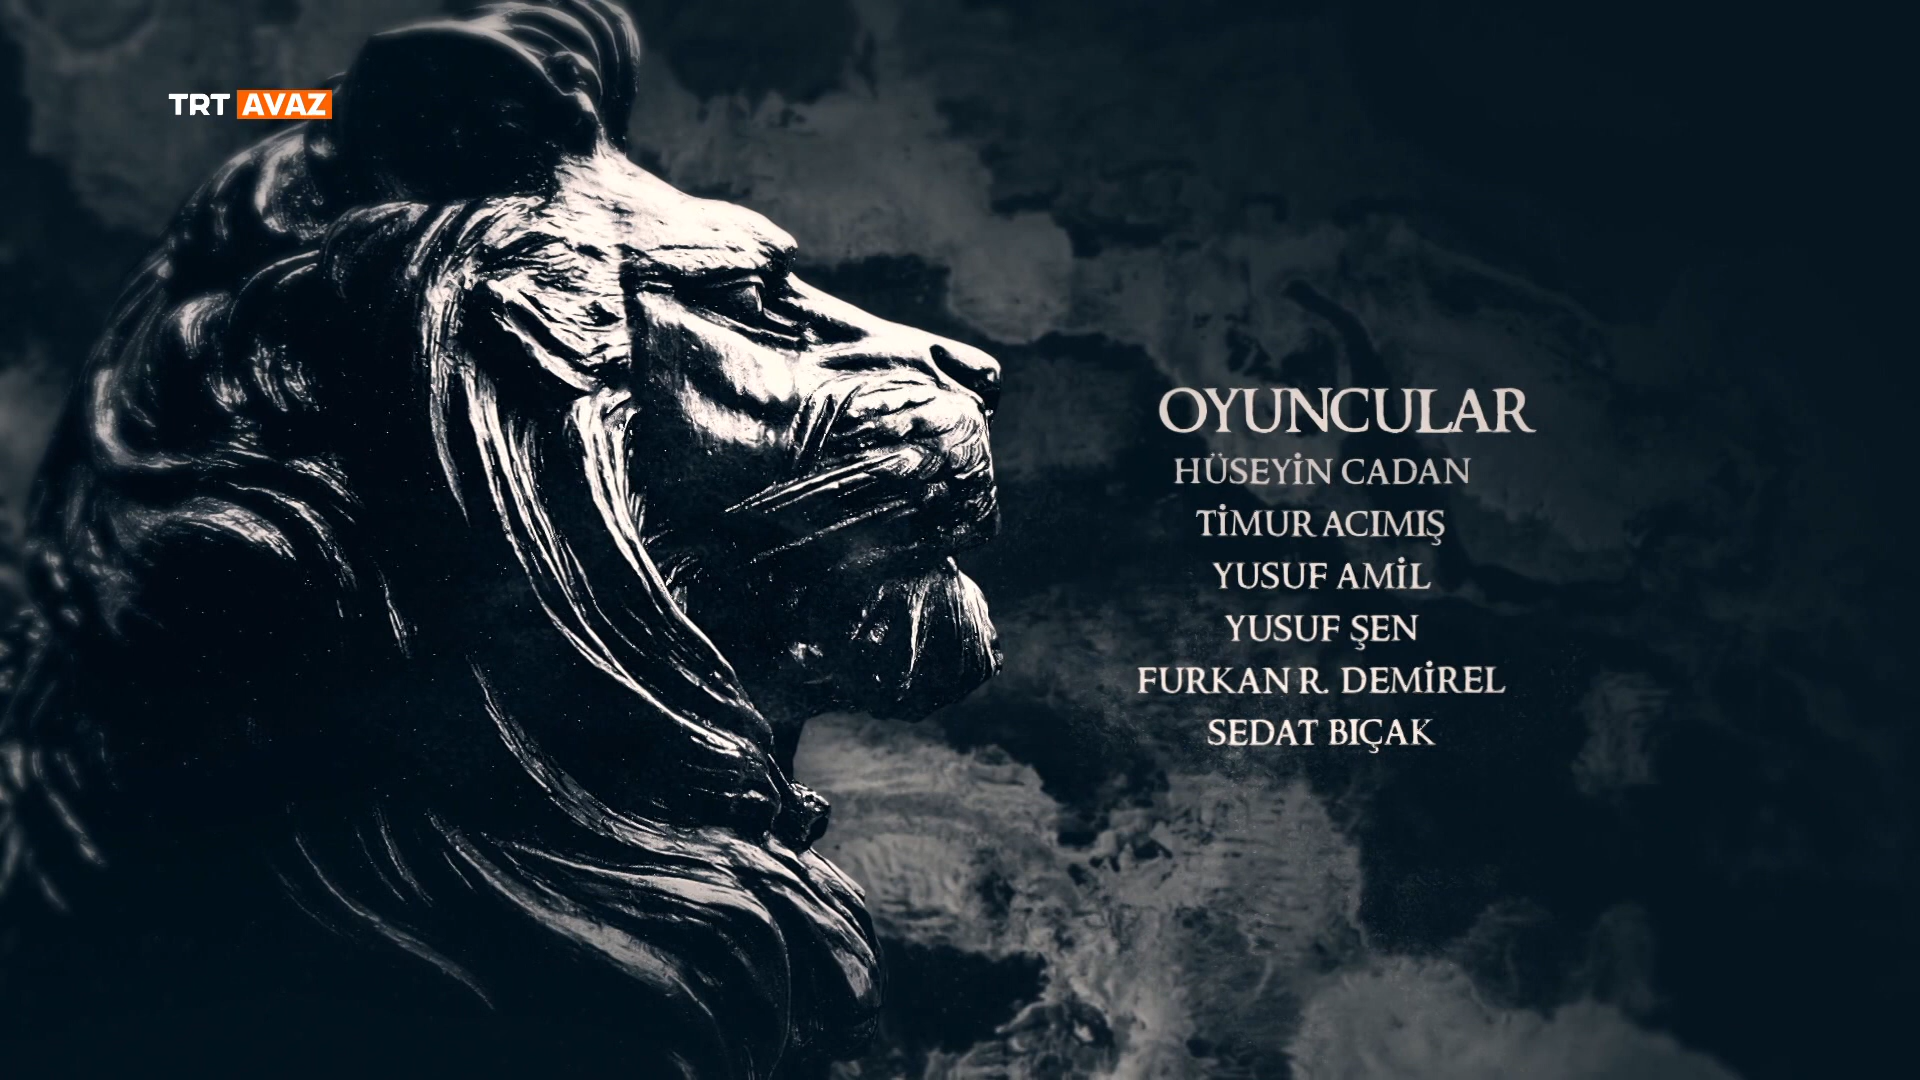 TRT AVAZ
OYUNCULAR
HÜSEYİN CADAN
TİMUR ACIMIŞ
YUSUF AMİL
YUSUF ŞEN
FURKAN R. DEMİREL
SEDAT BIÇAK